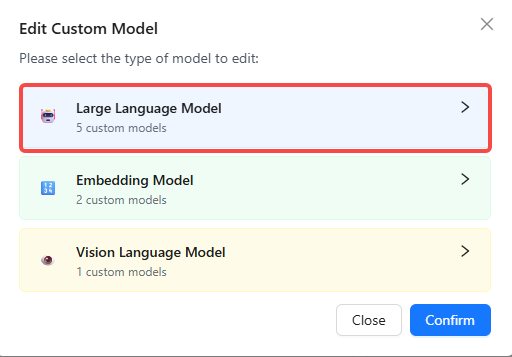 Edit Custom Model
Please select the type of model to edit:
Large Language Model
5 custom models
Embedding Model
2 custom models
Vision Language Model
1 custom models
Close Confirm